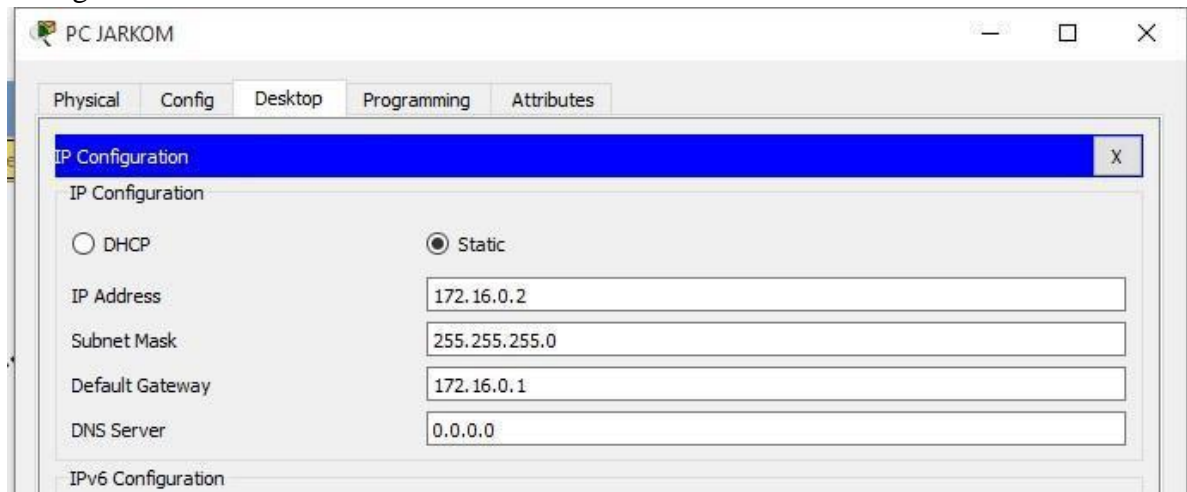 PC JARKOM
Physical Config Desktop Programming Attributes
IP Configuration X
IP Configuration
DHCP Static
IP Address 172.16.0.2
Subnet Mask 255.255.255.0
Default Gateway 172.16.0.1
DNS Server 0.0.0.0
IPv6 Configuration